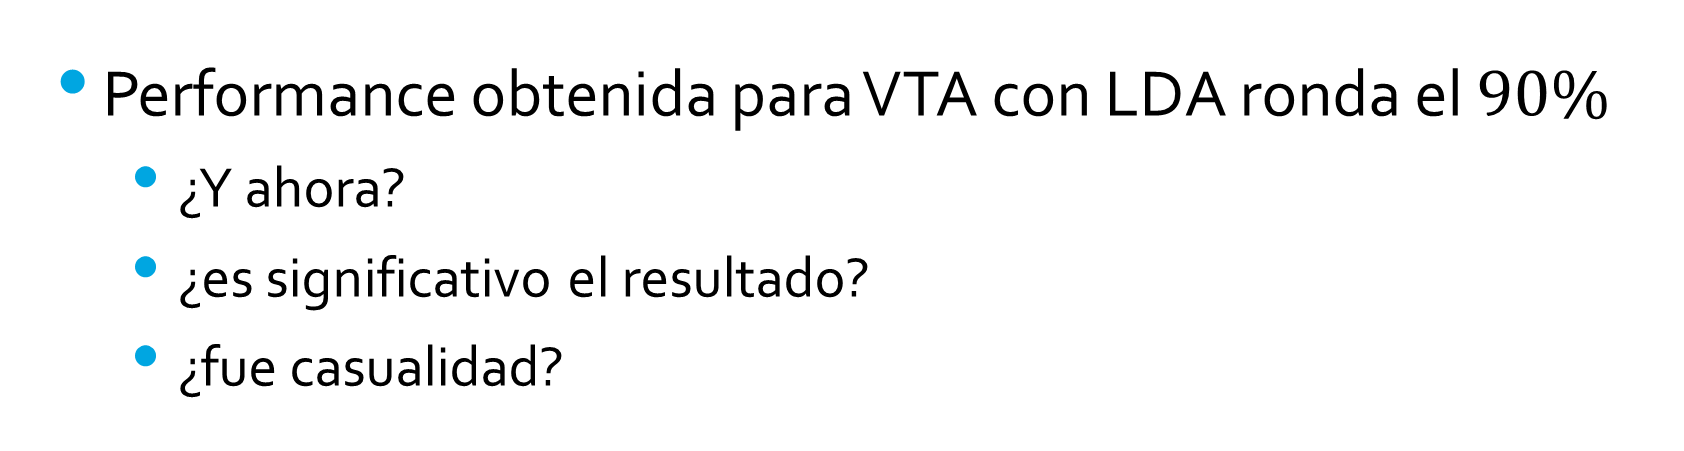 • Performance obtenida para VTA con LDA ronda el 90%
• ¿Y ahora?
• ¿es significativo el resultado?
• ¿fue casualidad?